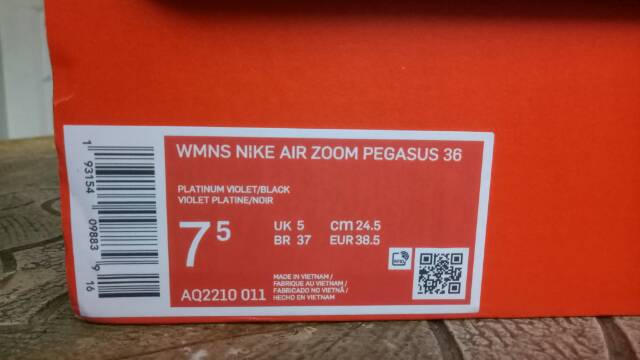 WMNS NIKE AIR ZOOM PEGASUS 36
PLATINUM VIOLET/BLACK
VIOLET PLATINE/NOIR
7 5
UK 5 cm 24.5
BR 37 EUR 38.5
MADE IN VIETNAM /
FABRIQUE AU VIETNAM /
FABRICADO NO VIETNÃ /
HECHO EN VIETNAM
AQ2210 011
1 93154 09883 9 16